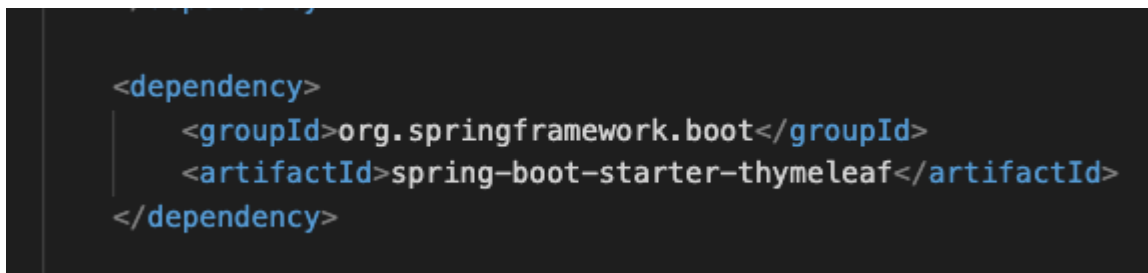 <dependency>
<groupId>org.springframework.boot</groupId>
<artifactId>spring-boot-starter-thymeleaf</artifactId>
</dependency>